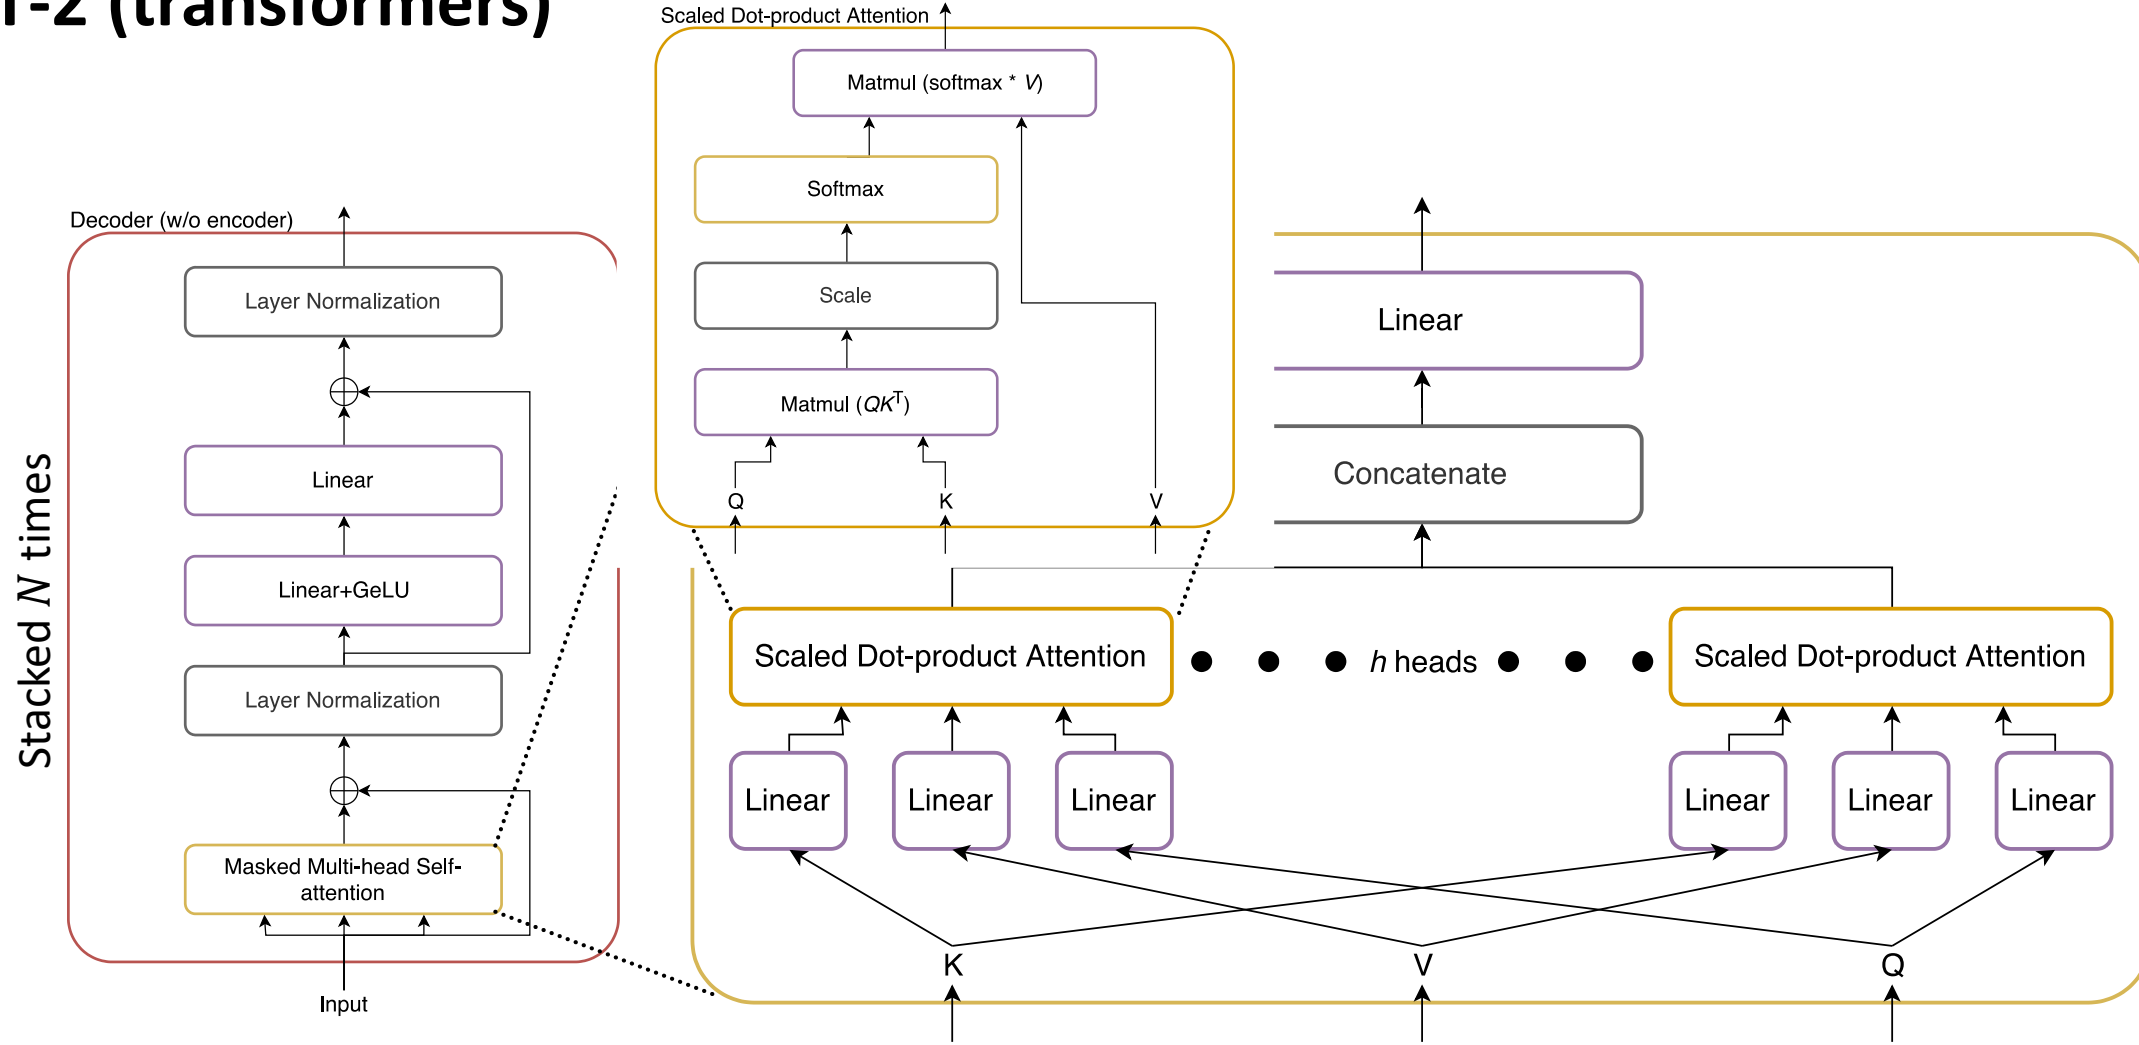 T-2 (transformers)
Scaled Dot-product Attention
Matmul (softmax * V)
Softmax
Scale
Matmul (QKᵀ)
Q K V
Decoder (w/o encoder)
Layer Normalization
Linear
Linear+GeLU
Layer Normalization
Masked Multi-head Self-
attention
Input
Stacked N times
Linear
Concatenate
Scaled Dot-product Attention
h heads
Scaled Dot-product Attention
Linear Linear Linear
Linear Linear Linear
K V Q